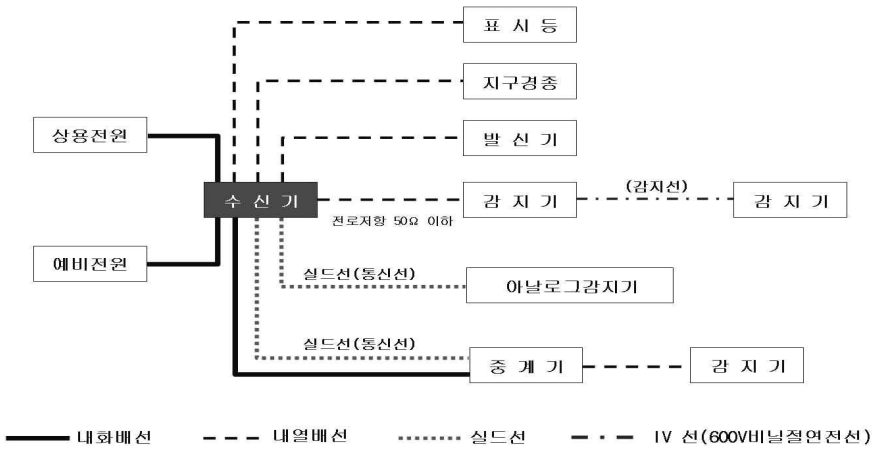 표 시 등
지구경종
상용전원
발 신 기
수 신 기
감 지 기
(감지선)
감 지 기
전로저항 50Ω 이하
예비전원
실드선(통신선)
아날로그감지기
실드선(통신선)
중 계 기
감 지 기
내화배선
내열배선
실드선
IV 선(600V비닐절연전선)